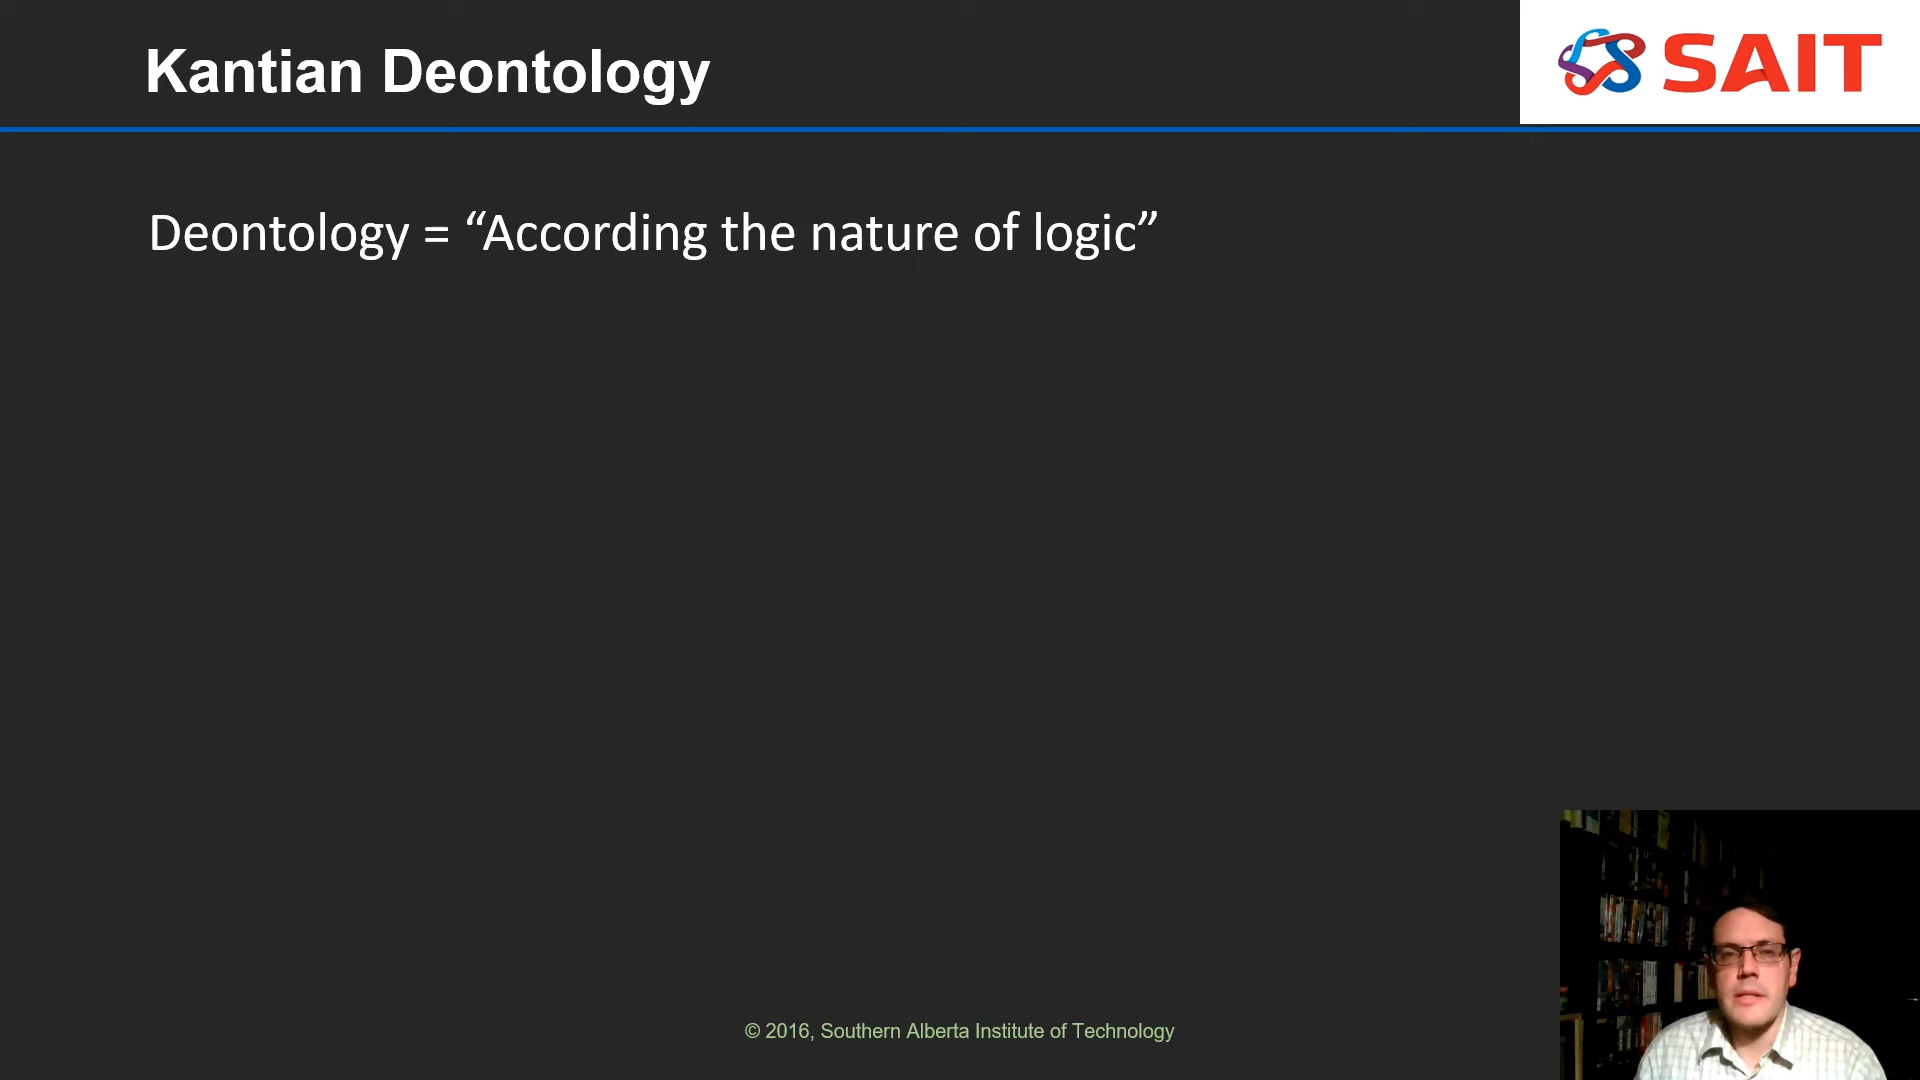 Kantian Deontology
SAIT
Deontology = “According the nature of logic”
© 2016, Southern Alberta Institute of Technology